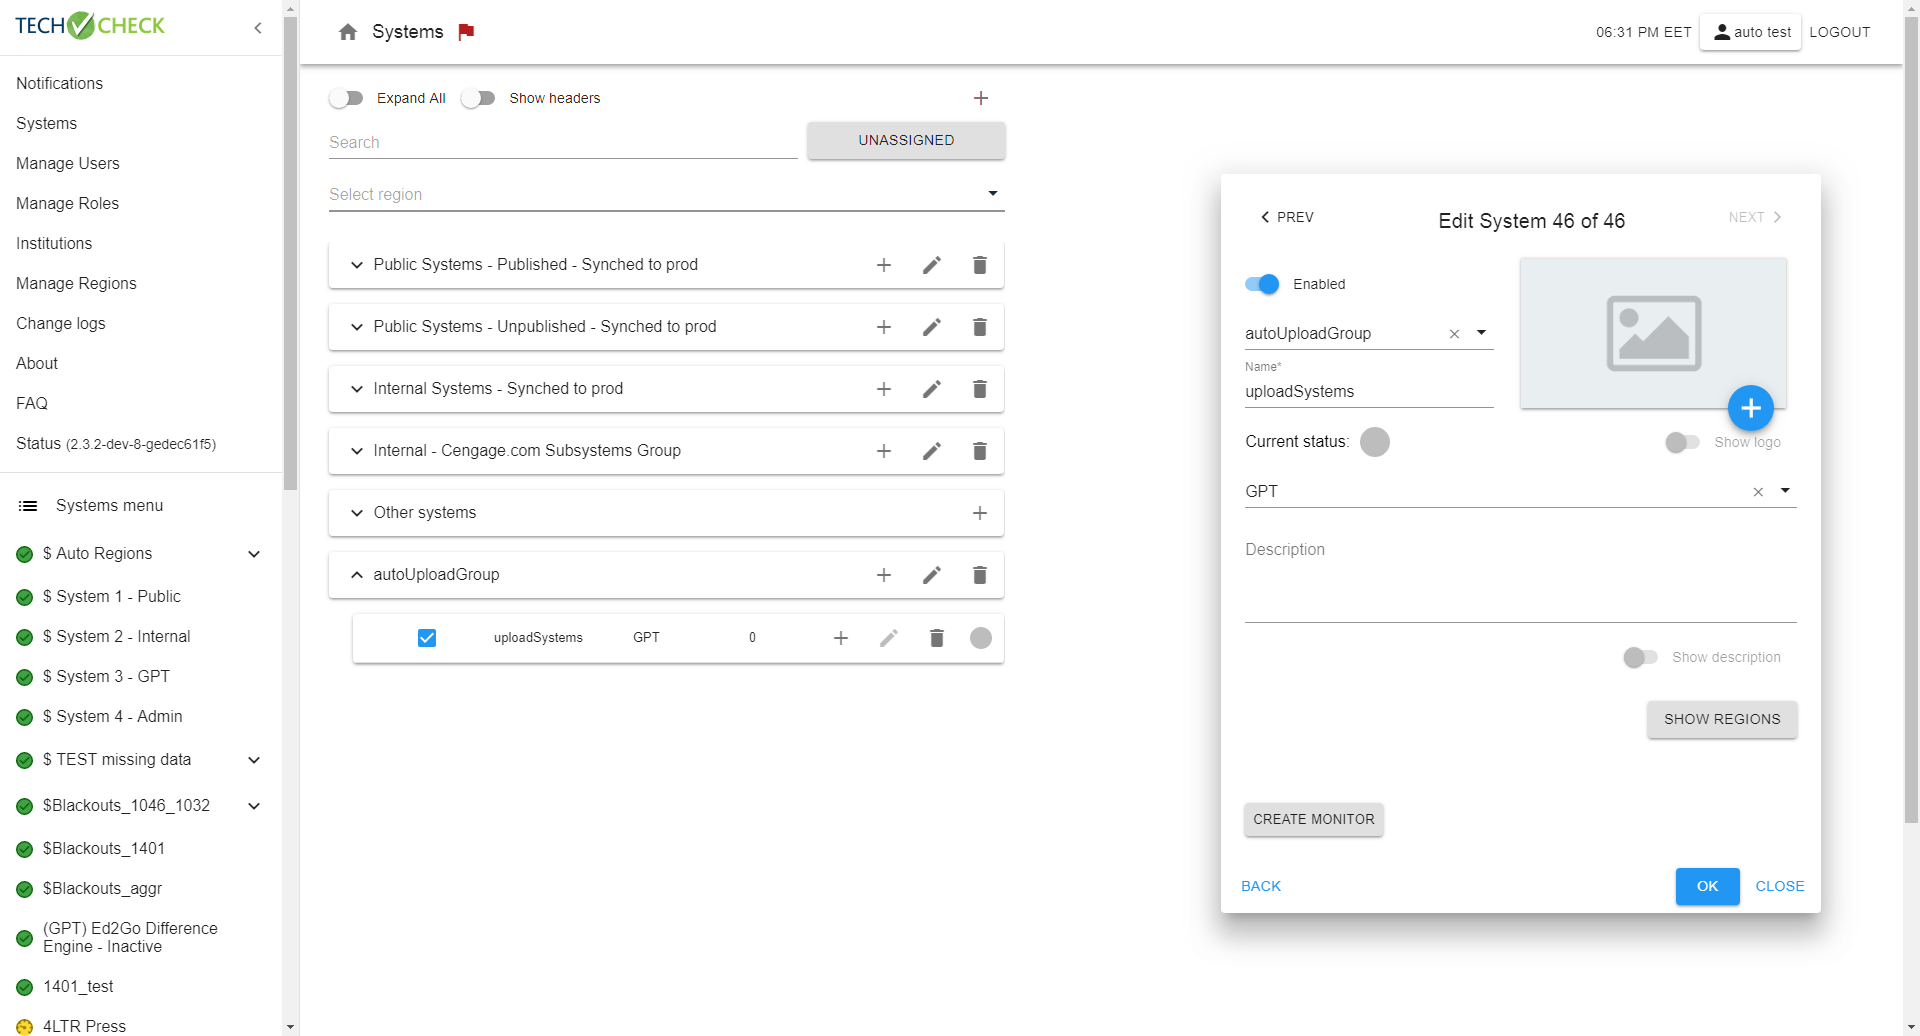 TECH CHECK
Notifications
Systems
Manage Users
Manage Roles
Institutions
Manage Regions
Change logs
About
FAQ
Status (2.3.2-dev-8-gedec61f5)
Systems menu
$ Auto Regions
$ System 1 - Public
$ System 2 - Internal
$ System 3 - GPT
$ System 4 - Admin
$ TEST missing data
$Blackouts_1046_1032
$Blackouts_1401
$Blackouts_aggr
(GPT) Ed2Go Difference
Engine - Inactive
1401_test
4LTR Press
Systems
06:31 PM EET
auto test
LOGOUT
Expand All
Show headers
Search
UNASSIGNED
Select region
Public Systems - Published - Synched to prod
Public Systems - Unpublished - Synched to prod
Internal Systems - Synched to prod
Internal - Cengage.com Subsystems Group
Other systems
autoUploadGroup
uploadSystems GPT 0
PREV
Edit System 46 of 46
NEXT
Enabled
autoUploadGroup
Name*
uploadSystems
Current status:
Show logo
GPT
Description
Show description
SHOW REGIONS
CREATE MONITOR
BACK
OK
CLOSE